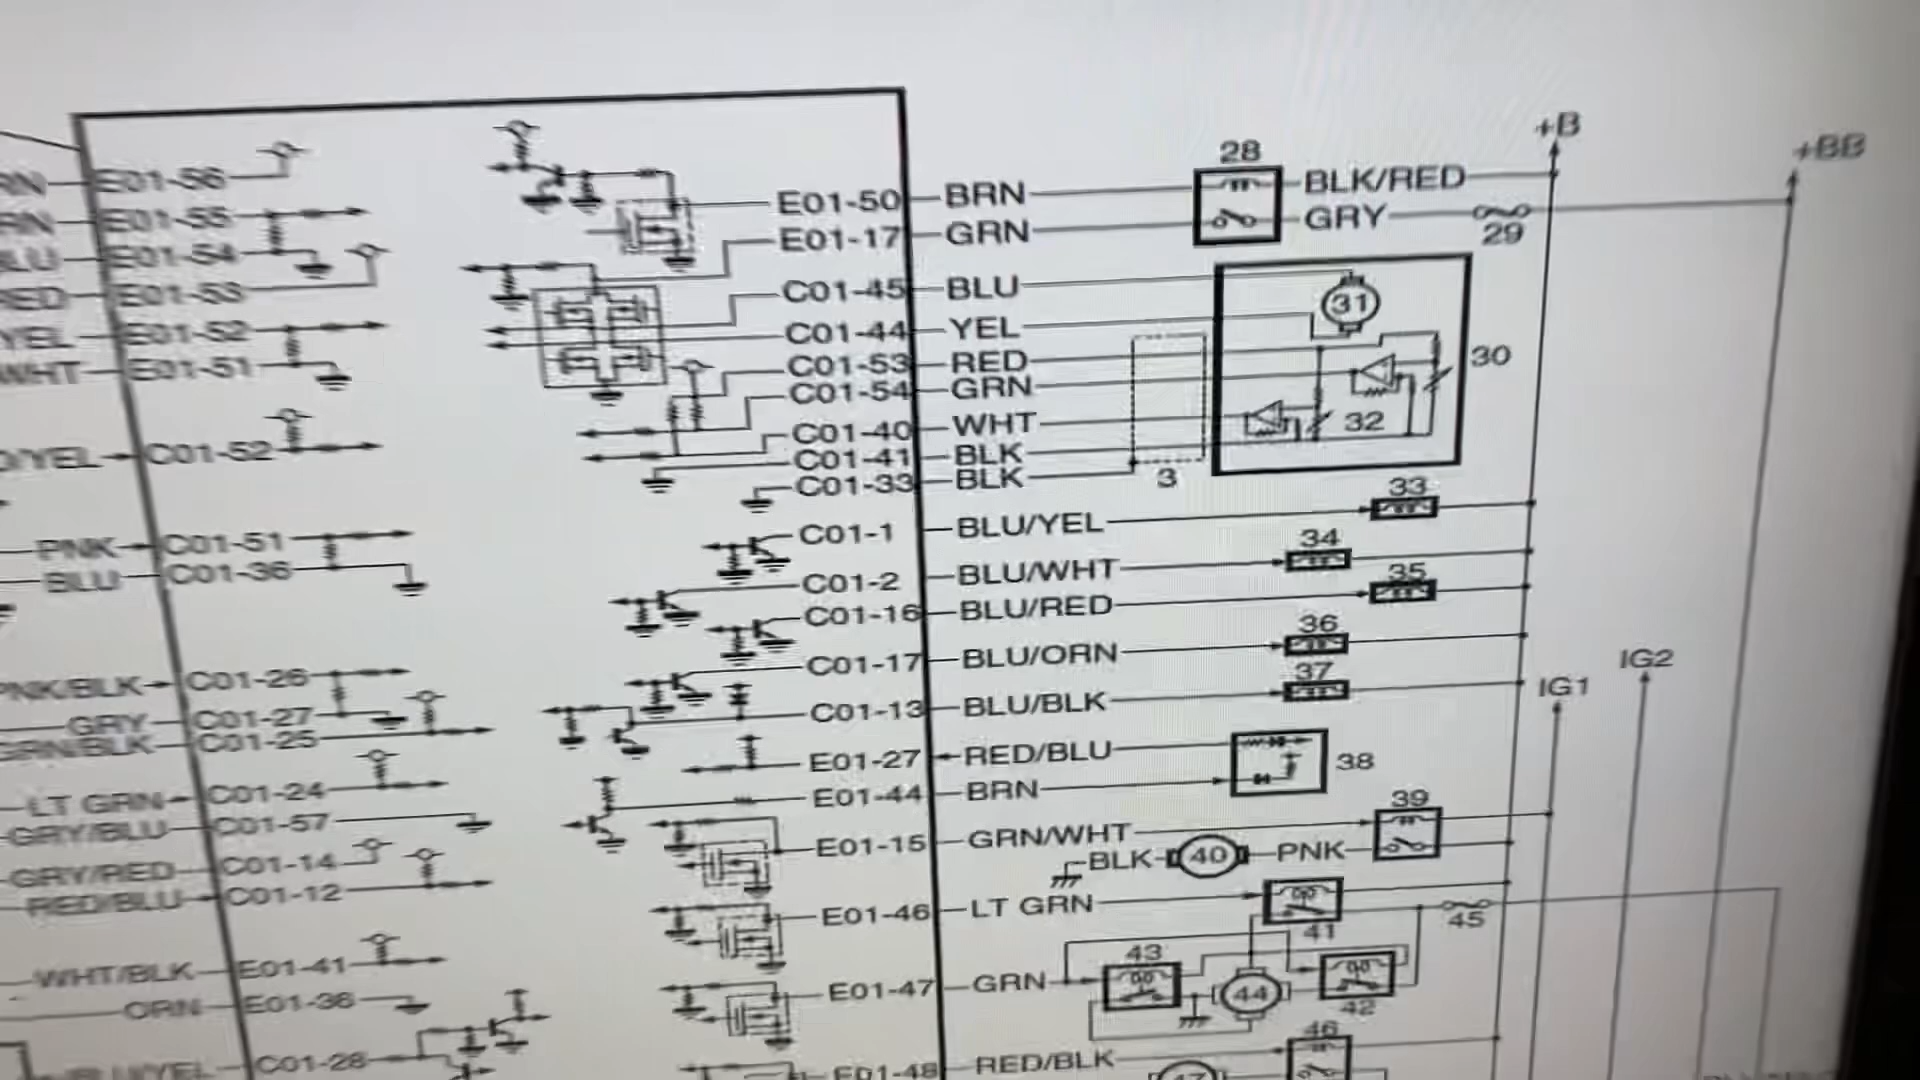 +B
+BB
28
E01-56
E01-50 BRN BLK/RED
E01-55
E01-17 GRN GRY
29
E01-54
E01-53
C01-45 BLU
31
YEL E01-52
C01-44 YEL
30
WHT E01-51
C01-53 RED
C01-54 GRN
C01-40 WHT
32
/YEL C01-52
C01-41 BLK
C01-33 BLK
3
33
C01-1 BLU/YEL
PNK C01-51
34
BLU C01-36
C01-2 BLU/WHT
35
C01-16 BLU/RED
36
C01-17 BLU/ORN
IG2
37
PNK/BLK C01-26
IG1
C01-13 BLU/BLK
GRY C01-27
GRN/BLK C01-25
E01-27 RED/BLU
38
LT GRN C01-24
E01-44 BRN
39
GRY/BLU C01-57
E01-15 GRN/WHT
BLK 40 PNK
GRY/RED C01-14
RED/BLU C01-12
E01-46 LT GRN
41
45
43
WHT/BLK E01-41
E01-47 GRN
44
42
ORN E01-36
46
BLU/YEL C01-28
E01-48 RED/BLK
47